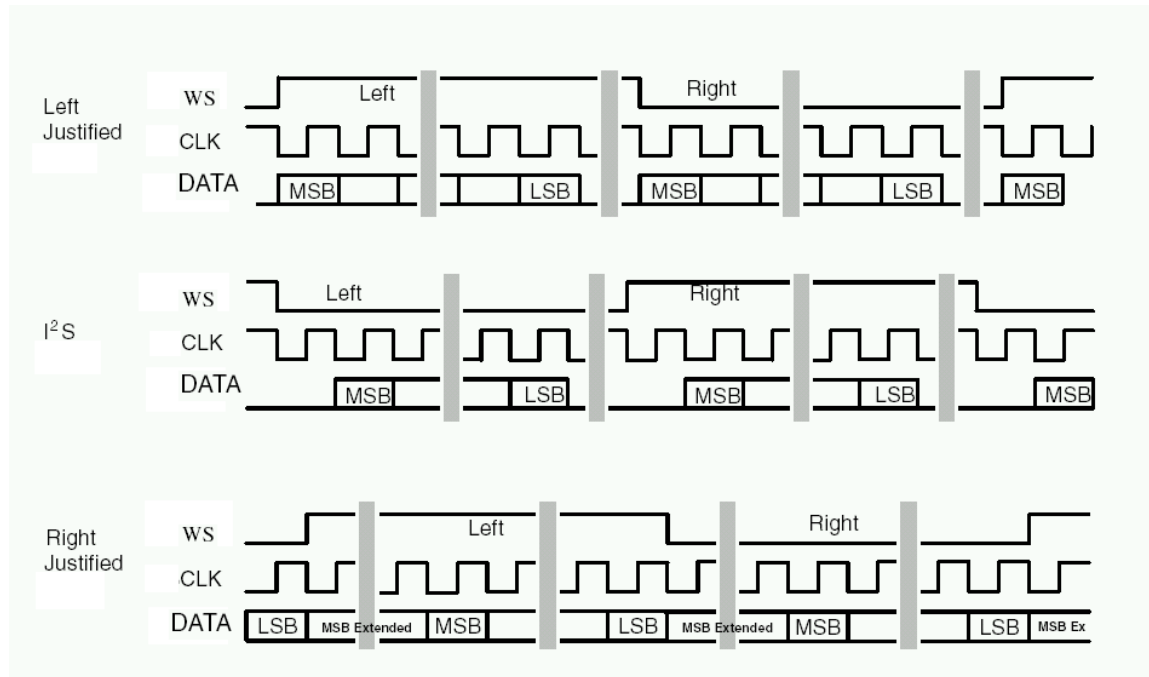 Left
Justified
WS
Left
Right
CLK
DATA
MSB
LSB
MSB
LSB
MSB
I²S
WS
Left
Right
CLK
DATA
MSB
LSB
MSB
LSB
MSB
Right
Justified
WS
Left
Right
CLK
DATA
LSB
MSB Extended
MSB
LSB
MSB Extended
MSB
LSB
MSB Ex